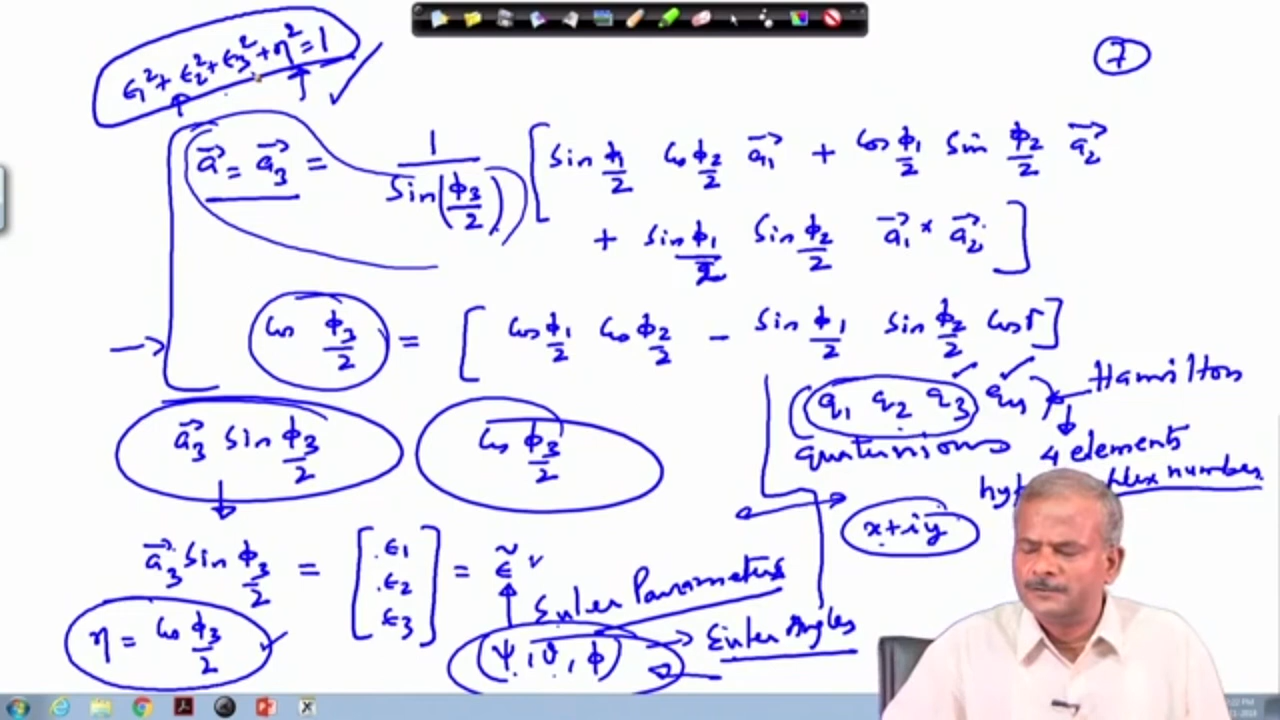 ϵ₁² + ϵ₂² + ϵ₃² + η² = 1
7
a⃗ = a⃗₃ = 1 / sin(ϕ₃/2) [ sin ϕ₁/2 cos ϕ₂/2 a⃗₁ + cos ϕ₁/2 sin ϕ₂/2 a⃗₂
+ sin ϕ₁/2 sin ϕ₂/2 a⃗₁ × a⃗₂ ]
cos ϕ₃/2 = [ cos ϕ₁/2 cos ϕ₂/2 − sin ϕ₁/2 sin ϕ₂/2 cos Γ ]
(q₁ q₂ q₃ q₄) Hamilton
a⃗₃ sin ϕ₃/2 cos ϕ₃/2
4 elements
x + iy
a⃗₃ sin ϕ₃/2 = [ ϵ₁ ϵ₂ ϵ₃ ] = ϵ̃
Euler Parameters
η = cos ϕ₃/2
(ψ, θ, ϕ) → Euler Angles